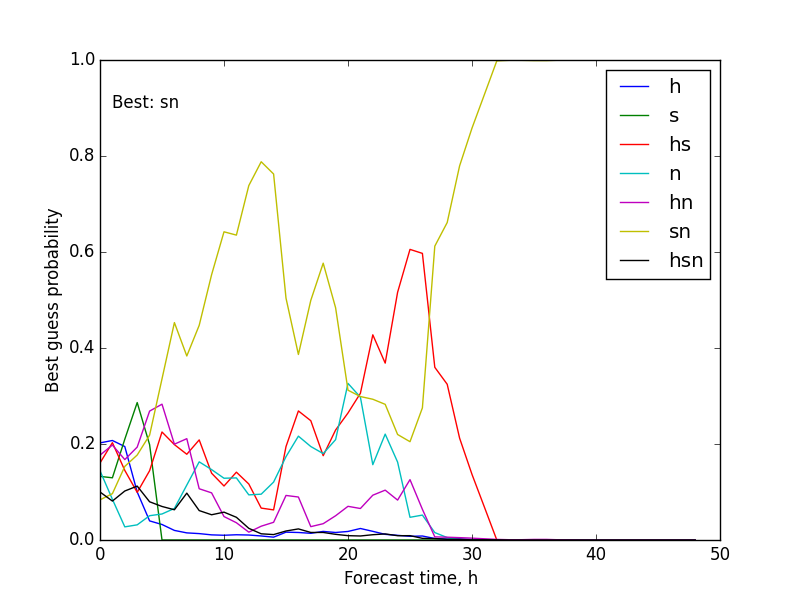 1.0
0.8
0.6
0.4
0.2
0.0
Best guess probability
Best: sn
h
s
hs
n
hn
sn
hsn
0 10 20 30 40 50
Forecast time, h